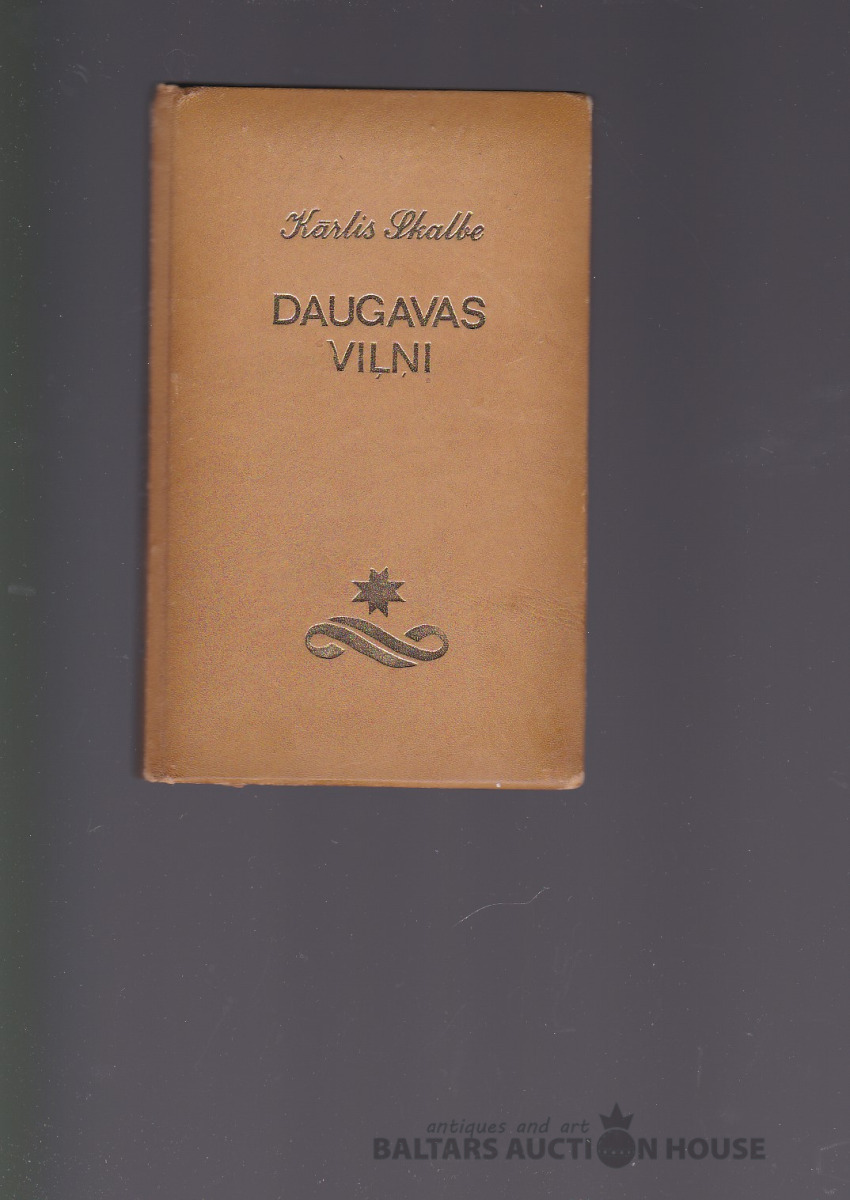 Kārlis Skalbe
DAUGAVAS
VIĻŅI
antiques and art
BALTARS AUCTION HOUSE